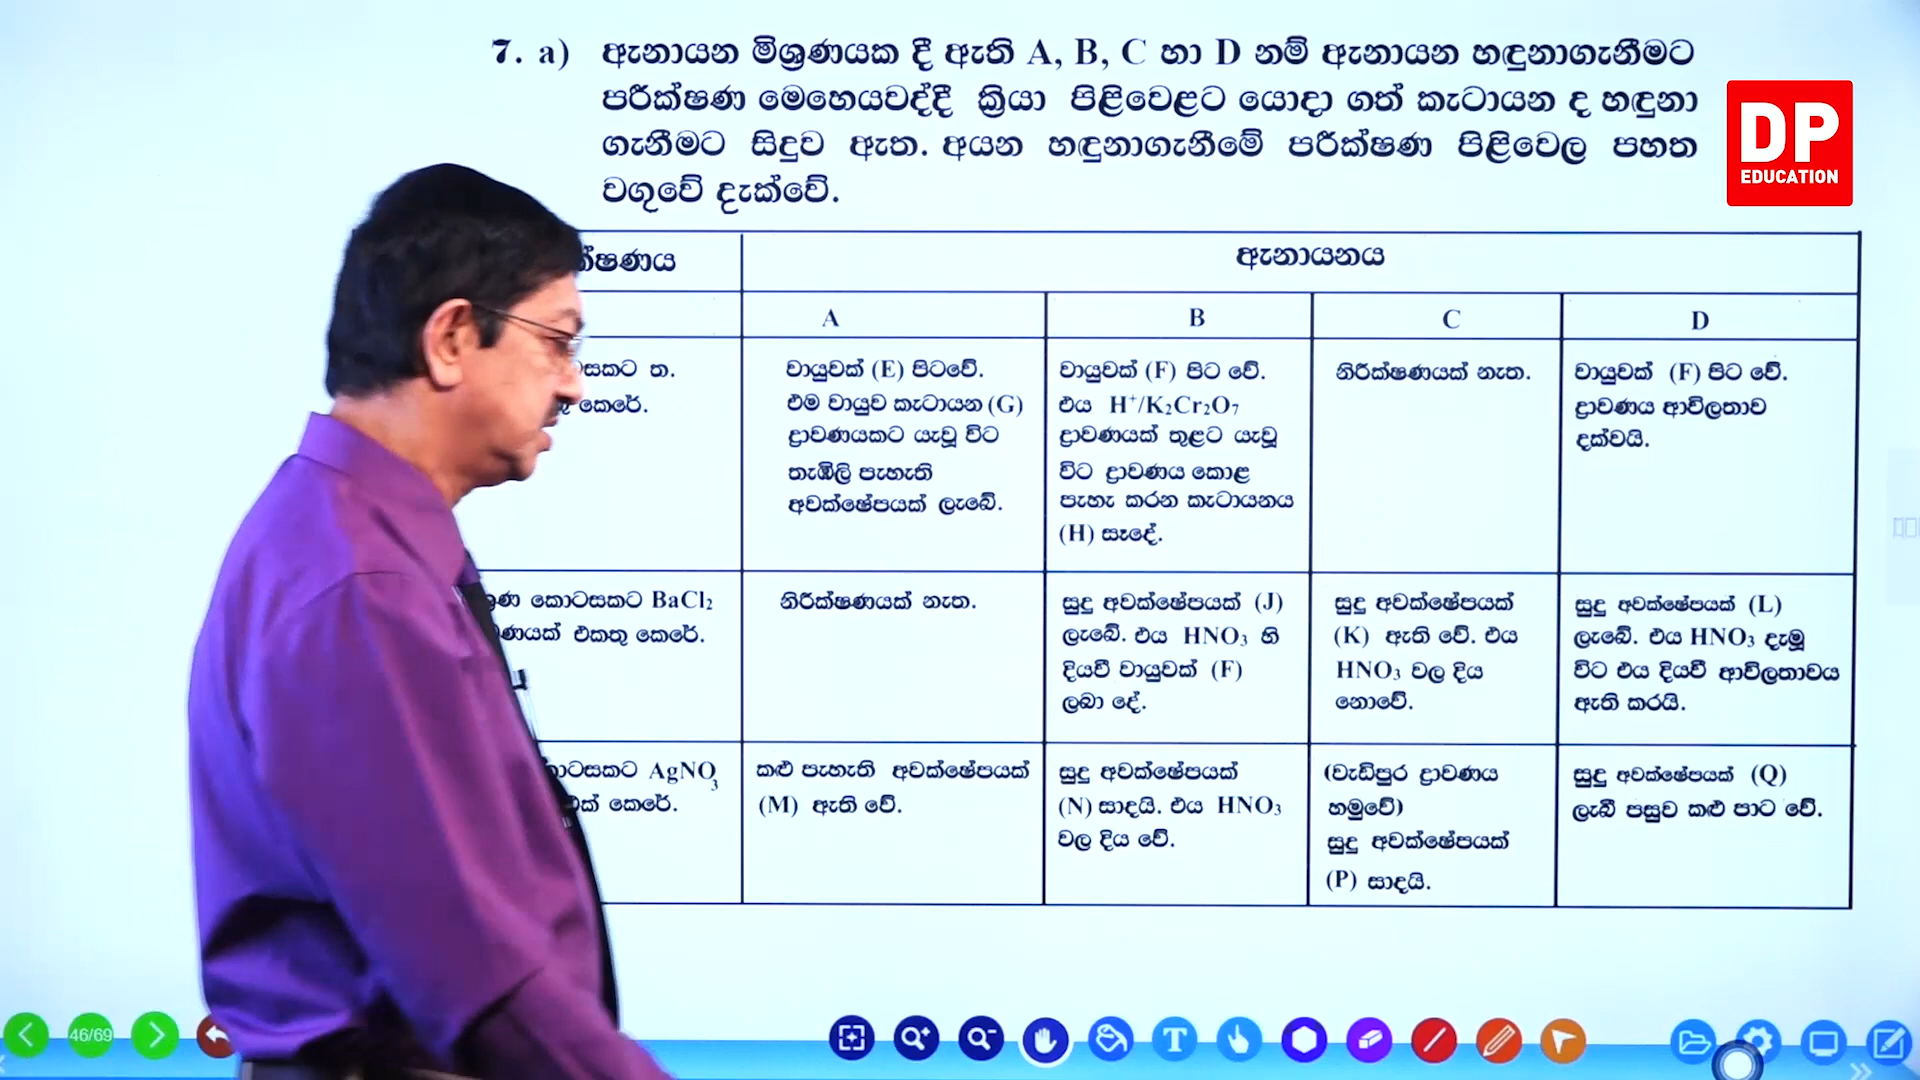 7. a) ඇනායන මිශ්‍රණයක දී ඇති A, B, C හා D නම් ඇනායන හඳුනාගැනීමට
පරීක්ෂණ මෙහෙයවද්දී ක්‍රියා පිළිවෙළට යොදා ගත් කැටායන ද හඳුනා
ගැනීමට සිදුව ඇත. අයන හඳුනාගැනීමේ පරීක්ෂණ පිළිවෙල පහත
වගුවේ දැක්වේ.
DP
EDUCATION
ඇනායනය
A
B
C
D
ත.
කෙරේ.
වායුවක් (E) පිටවේ.
එම වායුව කැටායන (G)
ද්‍රාවණයකට යැවූ විට
තැඹිලි පැහැති
අවක්ෂේපයක් ලැබේ.
වායුවක් (F) පිට වේ.
එය H⁺/K₂Cr₂O₇
ද්‍රාවණයක් තුළට යැවූ
විට ද්‍රාවණය කොළ
පැහැ කරන කැටායනය
(H) සෑදේ.
නිරීක්ෂණයක් නැත.
වායුවක් (F) පිට වේ.
ද්‍රාවණය ආවිලතාව
දක්වයි.
කොටසකට BaCl₂
එකතු කෙරේ.
නිරීක්ෂණයක් නැත.
සුදු අවක්ෂේපයක් (J)
ලැබේ. එය HNO₃ හි
දියවී වායුවක් (F)
ලබා දේ.
සුදු අවක්ෂේපයක්
(K) ඇති වේ. එය
HNO₃ වල දිය
නොවේ.
සුදු අවක්ෂේපයක් (L)
ලැබේ. එය HNO₃ දැමූ
විට එය දියවී ආවිලතාවය
ඇති කරයි.
AgNO₃
කෙරේ.
කළු පැහැති අවක්ෂේපයක්
(M) ඇති වේ.
සුදු අවක්ෂේපයක්
(N) සාදයි. එය HNO₃
වල දිය වේ.
(වැඩිපුර ද්‍රාවණය
හමුවේ)
සුදු අවක්ෂේපයක්
(P) සාදයි.
සුදු අවක්ෂේපයක් (Q)
ලැබී පසුව කළු පාට වේ.
46/69